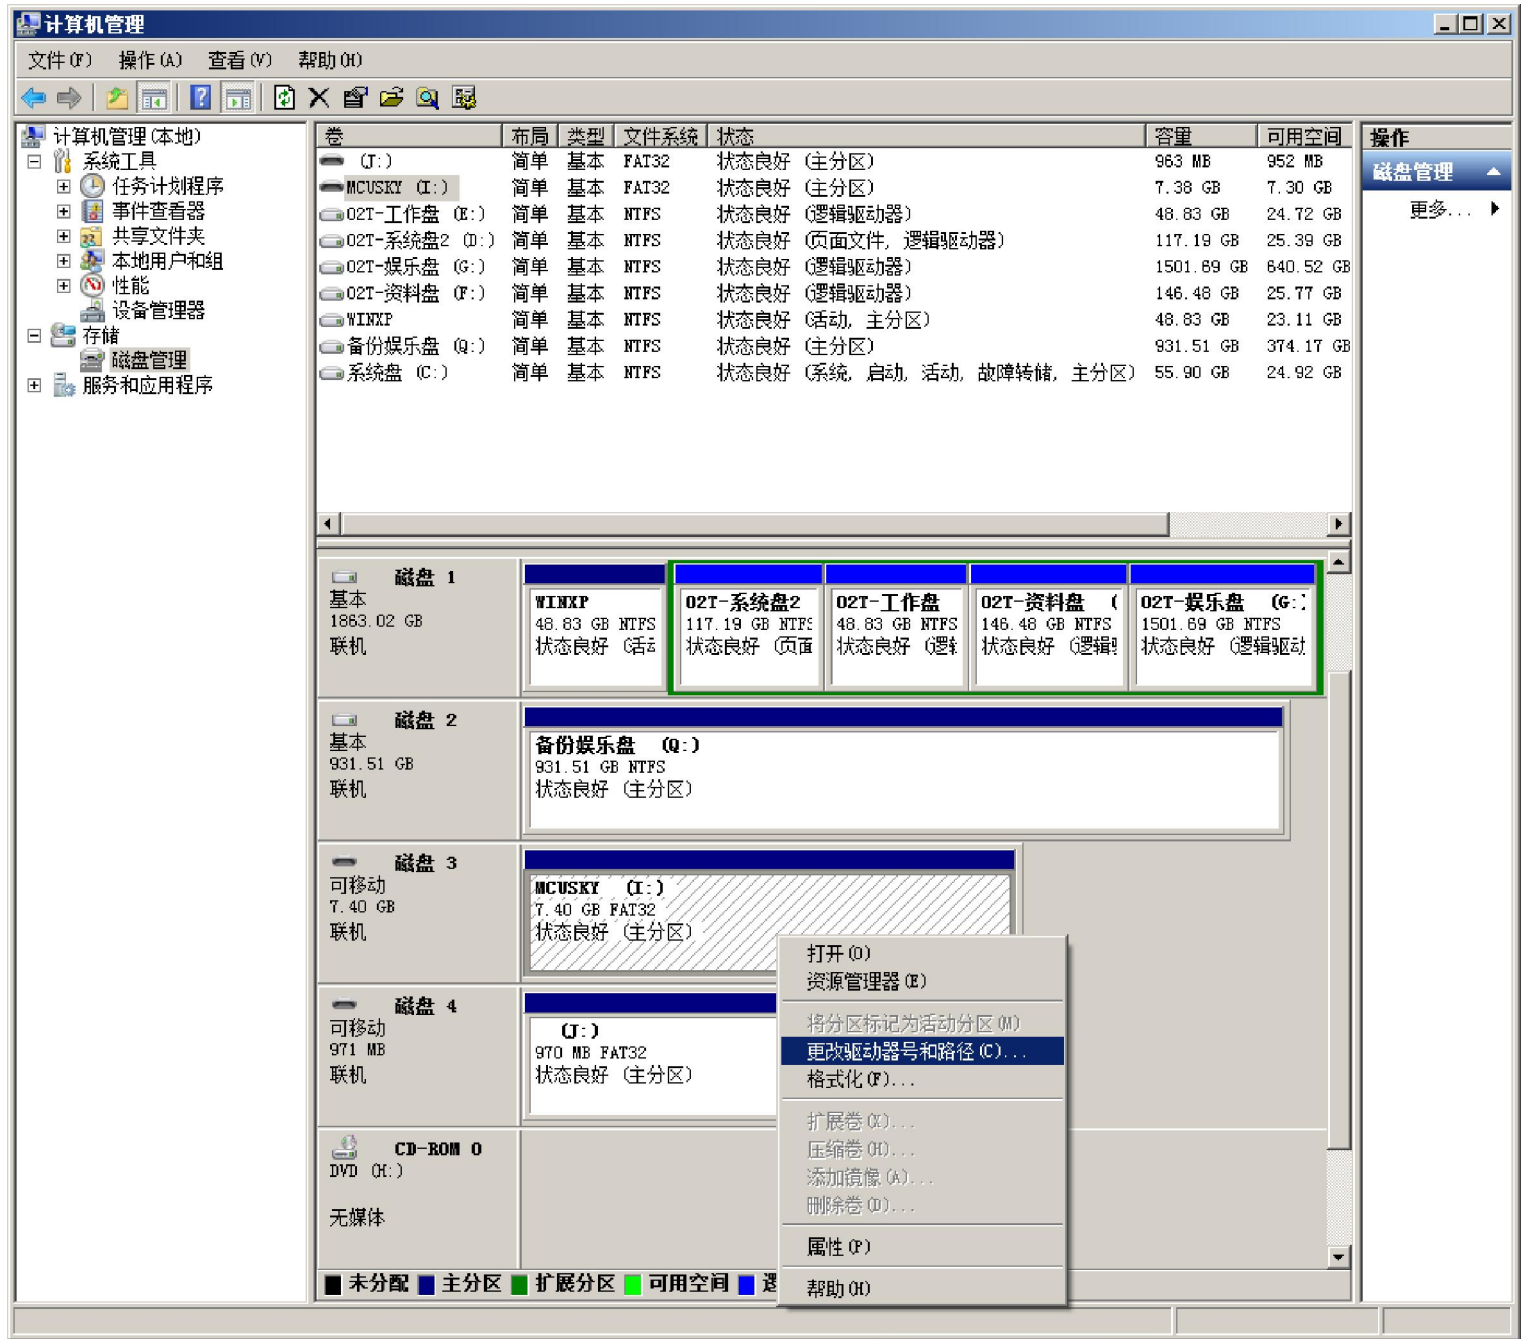 计算机管理
文件(F) 操作(A) 查看(V) 帮助(H)
计算机管理(本地)
系统工具
任务计划程序
事件查看器
共享文件夹
本地用户和组
性能
设备管理器
存储
磁盘管理
服务和应用程序
卷 布局 类型 文件系统 状态 容量 可用空间
(J:) 简单 基本 FAT32 状态良好 (主分区) 963 MB 952 MB
MCUSKY (I:) 简单 基本 FAT32 状态良好 (主分区) 7.38 GB 7.30 GB
02T-工作盘 (E:) 简单 基本 NTFS 状态良好 (逻辑驱动器) 48.83 GB 24.72 GB
02T-系统盘2 (D:) 简单 基本 NTFS 状态良好 (页面文件, 逻辑驱动器) 117.19 GB 25.39 GB
02T-娱乐盘 (G:) 简单 基本 NTFS 状态良好 (逻辑驱动器) 1501.69 GB 640.52 GB
02T-资料盘 (F:) 简单 基本 NTFS 状态良好 (逻辑驱动器) 146.48 GB 25.77 GB
WINXP 简单 基本 NTFS 状态良好 (活动, 主分区) 48.83 GB 23.11 GB
备份娱乐盘 (Q:) 简单 基本 NTFS 状态良好 (主分区) 931.51 GB 374.17 GB
系统盘 (C:) 简单 基本 NTFS 状态良好 (系统, 启动, 活动, 故障转储, 主分区) 55.90 GB 24.92 GB
操作
磁盘管理
更多...
磁盘 1
基本
1863.02 GB
联机
WINXP
48.83 GB NTFS
状态良好 (活动
02T-系统盘2
117.19 GB NTFS
状态良好 (页面
02T-工作盘
48.83 GB NTFS
状态良好 (逻辑
02T-资料盘 (
146.48 GB NTFS
状态良好 (逻辑
02T-娱乐盘 (G:)
1501.69 GB NTFS
状态良好 (逻辑驱动
磁盘 2
基本
931.51 GB
联机
备份娱乐盘 (Q:)
931.51 GB NTFS
状态良好 (主分区)
磁盘 3
可移动
7.40 GB
联机
MCUSKY (I:)
7.40 GB FAT32
状态良好 (主分区)
磁盘 4
可移动
971 MB
联机
(J:)
970 MB FAT32
状态良好 (主分区)
CD-ROM 0
DVD (H:)
无媒体
打开(O)
资源管理器(E)
将分区标记为活动分区(M)
更改驱动器号和路径(C)...
格式化(F)...
扩展卷(X)...
压缩卷(H)...
添加镜像(A)...
删除卷(D)...
属性(P)
帮助(H)
未分配 主分区 扩展分区 可用空间 逻